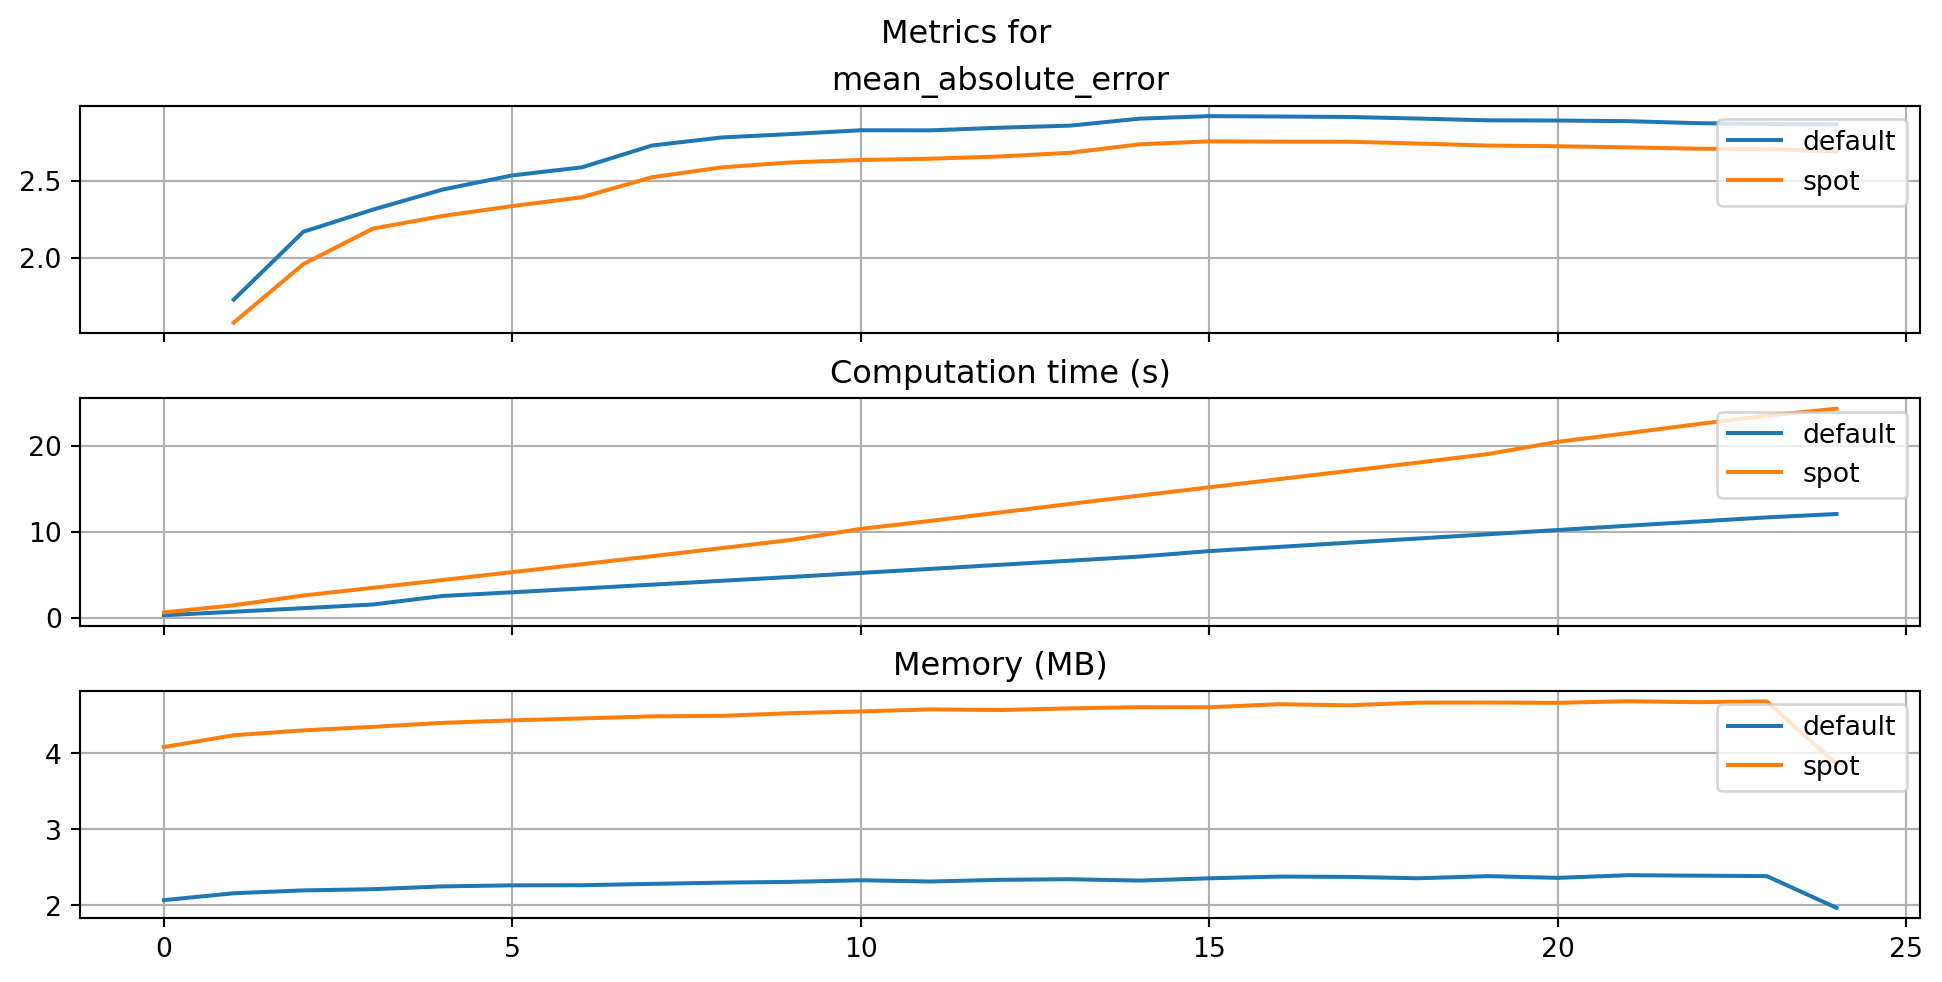 Metrics for
mean_absolute_error
2.5
2.0
default
spot
Computation time (s)
20
10
0
default
spot
Memory (MB)
4
3
2
default
spot
0 5 10 15 20 25